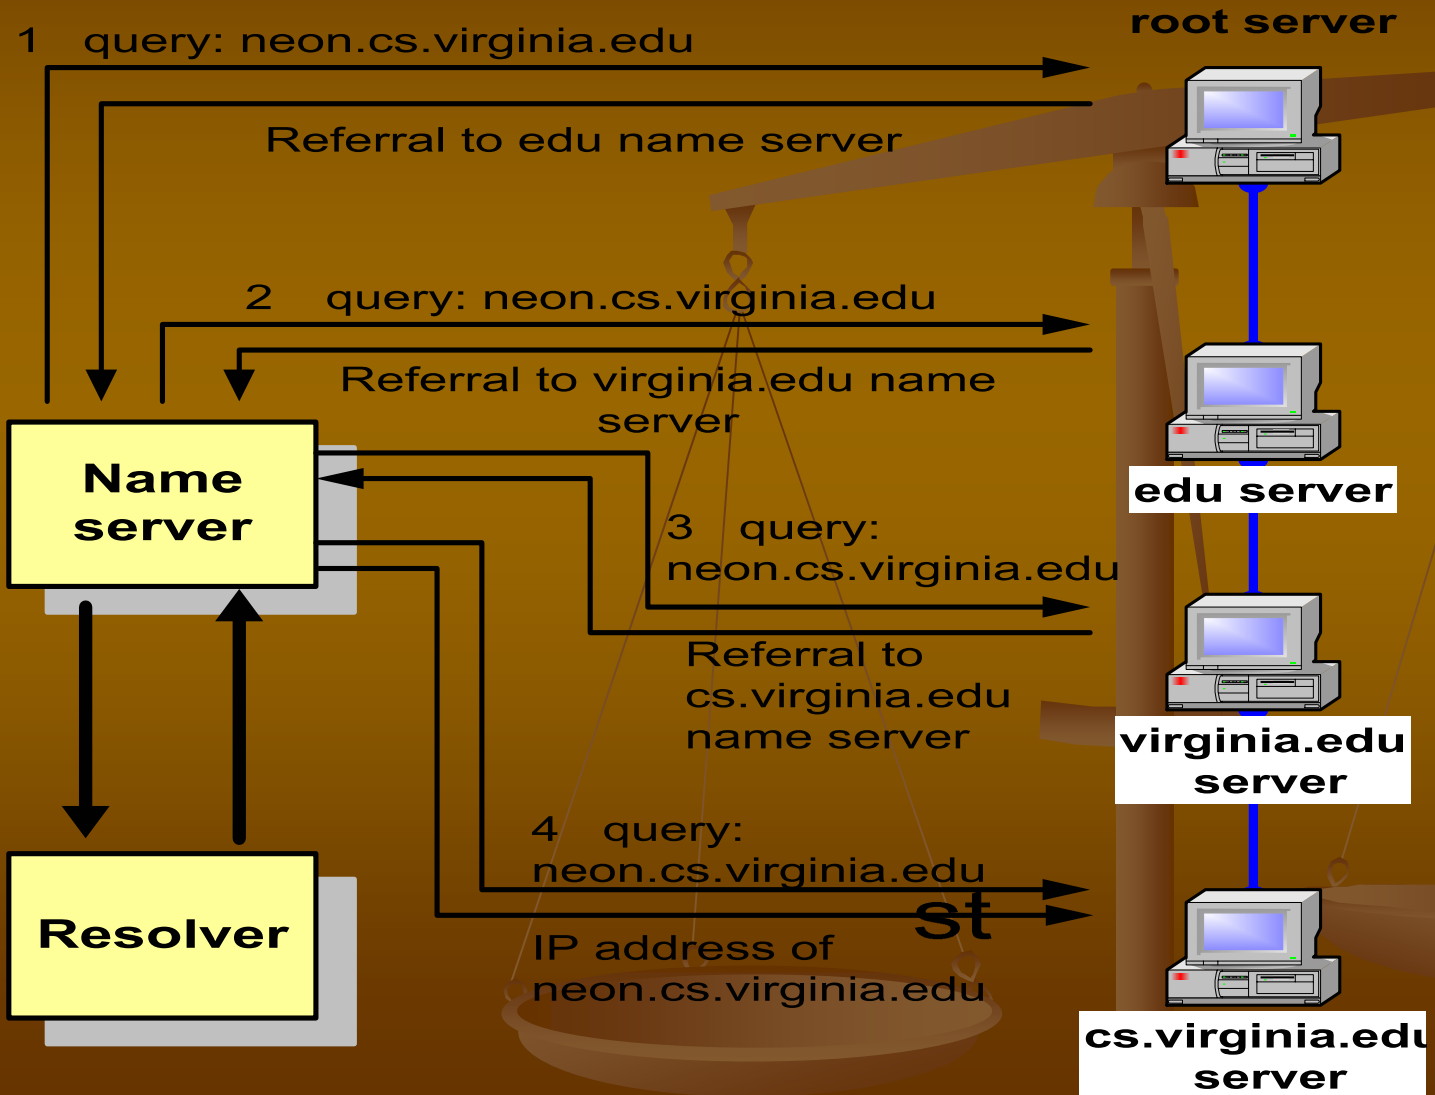 root server
1 query: neon.cs.virginia.edu
Referral to edu name server
2 query: neon.cs.virginia.edu
Referral to virginia.edu name
server
Name
server
edu server
3 query:
neon.cs.virginia.edu
Referral to
cs.virginia.edu
name server
virginia.edu
server
4 query:
neon.cs.virginia.edu
st
Resolver
IP address of
neon.cs.virginia.edu
cs.virginia.edu
server